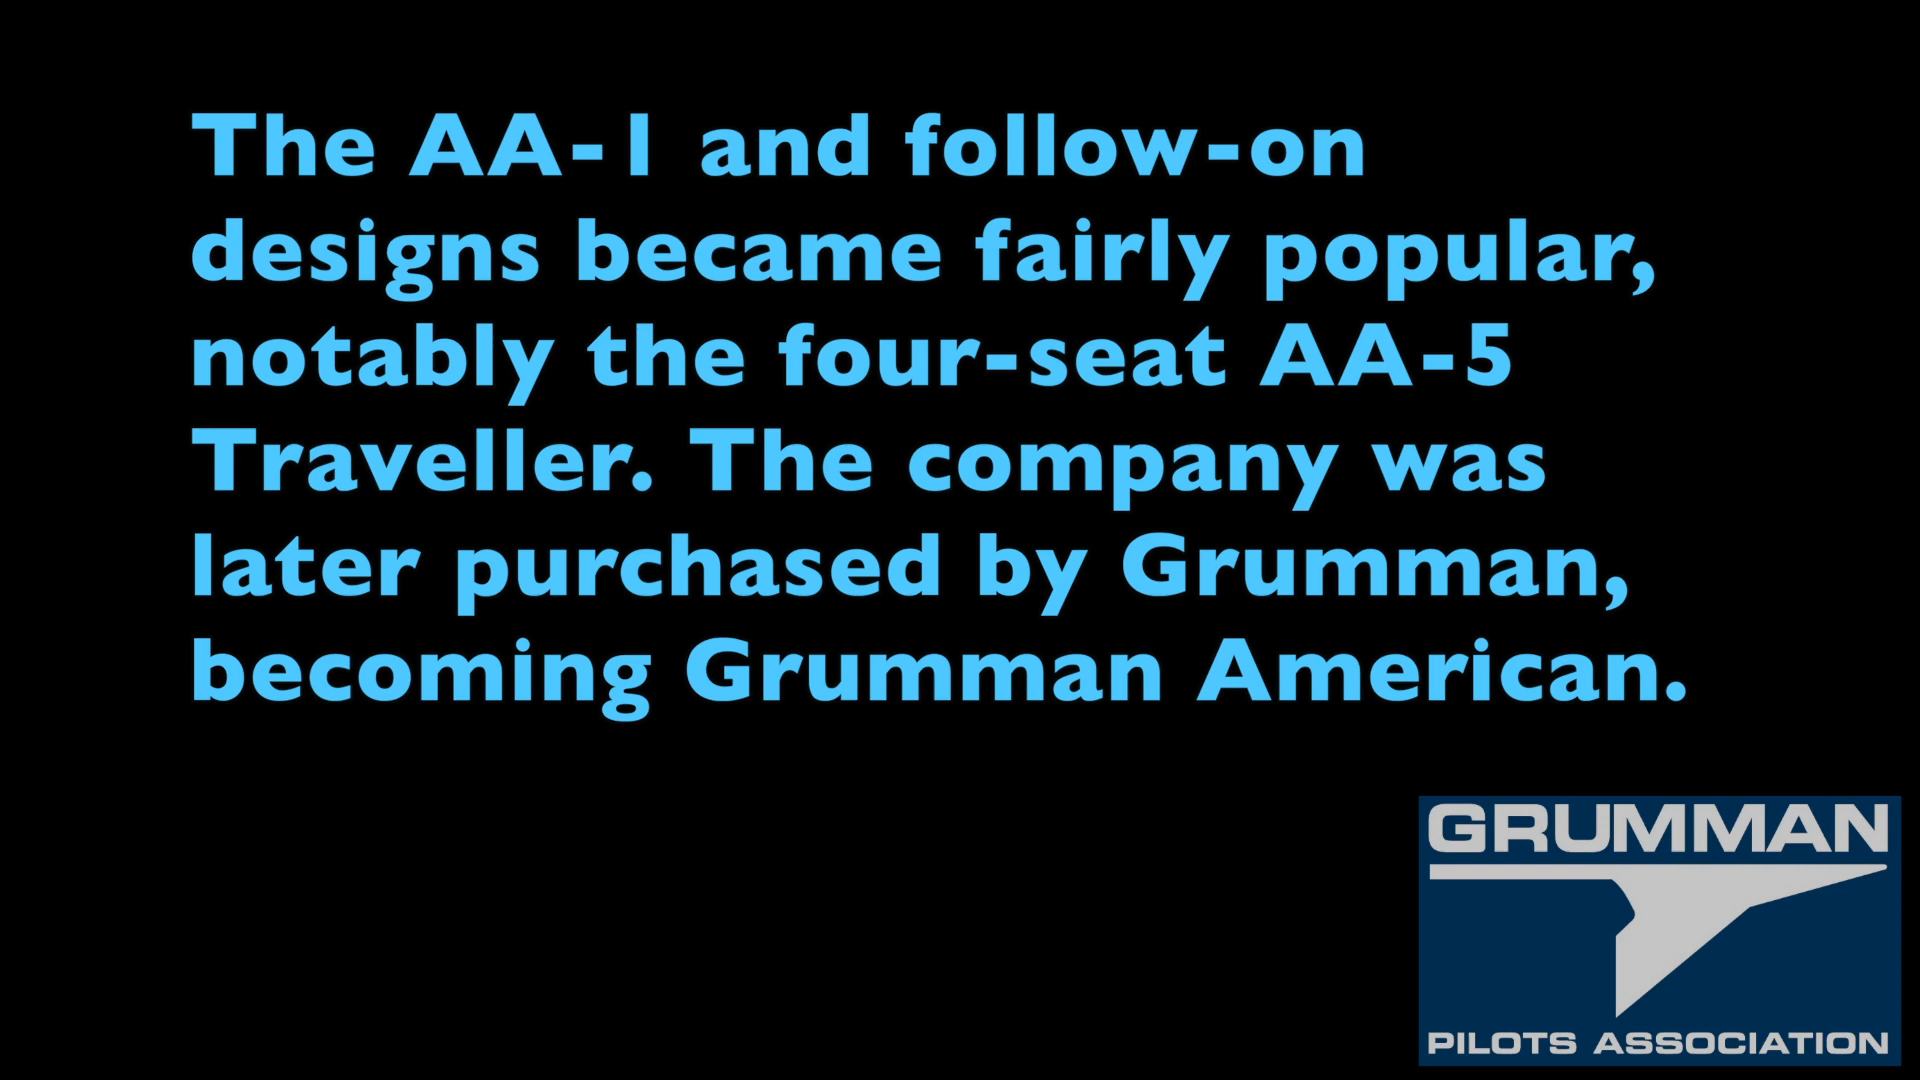 The AA-1 and follow-on
designs became fairly popular,
notably the four-seat AA-5
Traveller. The company was
later purchased by Grumman,
becoming Grumman American.
GRUMMAN
PILOTS ASSOCIATION